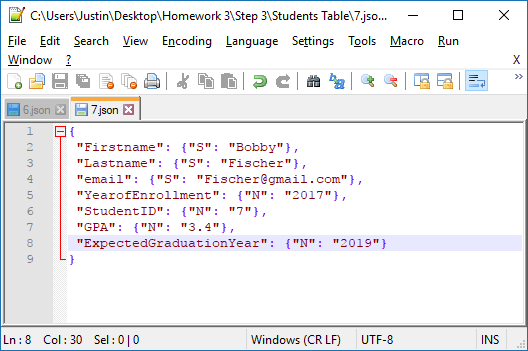 C:\Users\Justin\Desktop\Homework 3\Step 3\Students Table\7.jso...
File Edit Search View Encoding Language Settings Tools Macro Run
Window ? X
»
6.json 7.json
1 {
2 "Firstname": {"S": "Bobby"},
3 "Lastname": {"S": "Fischer"},
4 "email": {"S": "Fischer@gmail.com"},
5 "YearofEnrollment": {"N": "2017"},
6 "StudentID": {"N": "7"},
7 "GPA": {"N": "3.4"},
8 "ExpectedGraduationYear": {"N": "2019"}
9 }
Ln : 8 Col : 30 Sel : 0 | 0 Windows (CR LF) UTF-8 INS